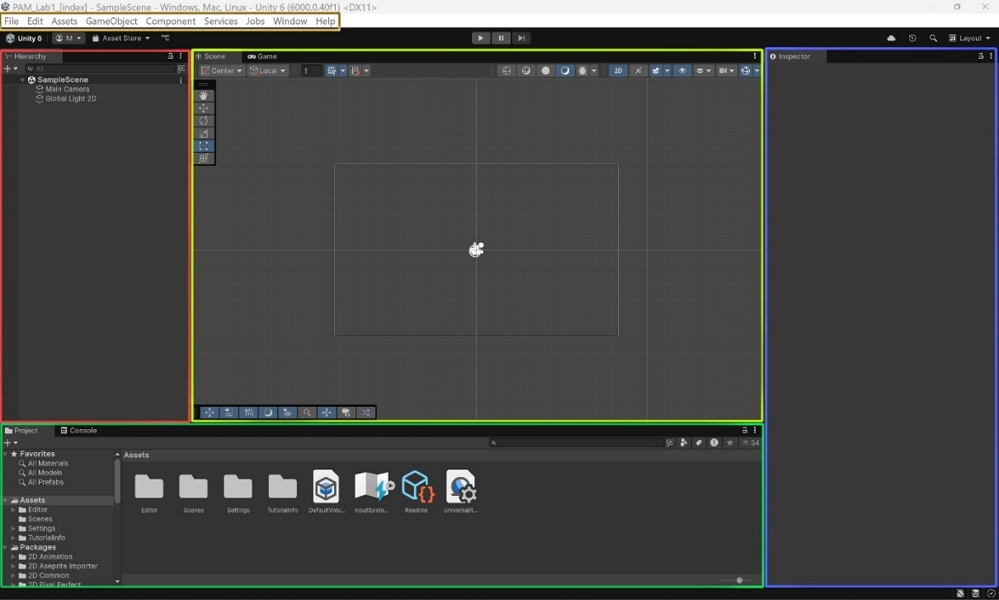 PAM_Lab1_[index] - SampleScene - Windows, Mac, Linux - Unity 6 (6000.0.40f1) <DX11>
File Edit Assets GameObject Component Services Jobs Window Help
Unity 6 M Asset Store Layout
Hierarchy
All
SampleScene
Main Camera
Global Light 2D
Scene Game
Center Local 1 2D
Inspector
Project Console
34
Favorites
All Materials
All Models
All Prefabs
Assets
Editor
Scenes
Settings
TutorialInfo
Packages
2D Animation
2D Aseprite Importer
2D Common
2D Pixel Perfect
Assets
Editor Scenes Settings TutorialInfo DefaultVolu... InputSyste... Readme UniversalR...